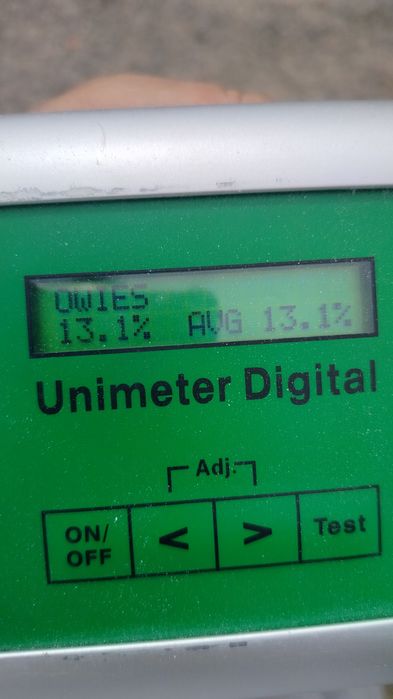 OWIES
13.1% AVG 13.1%
Unimeter Digital
Adj.
ON/
OFF
<
>
Test